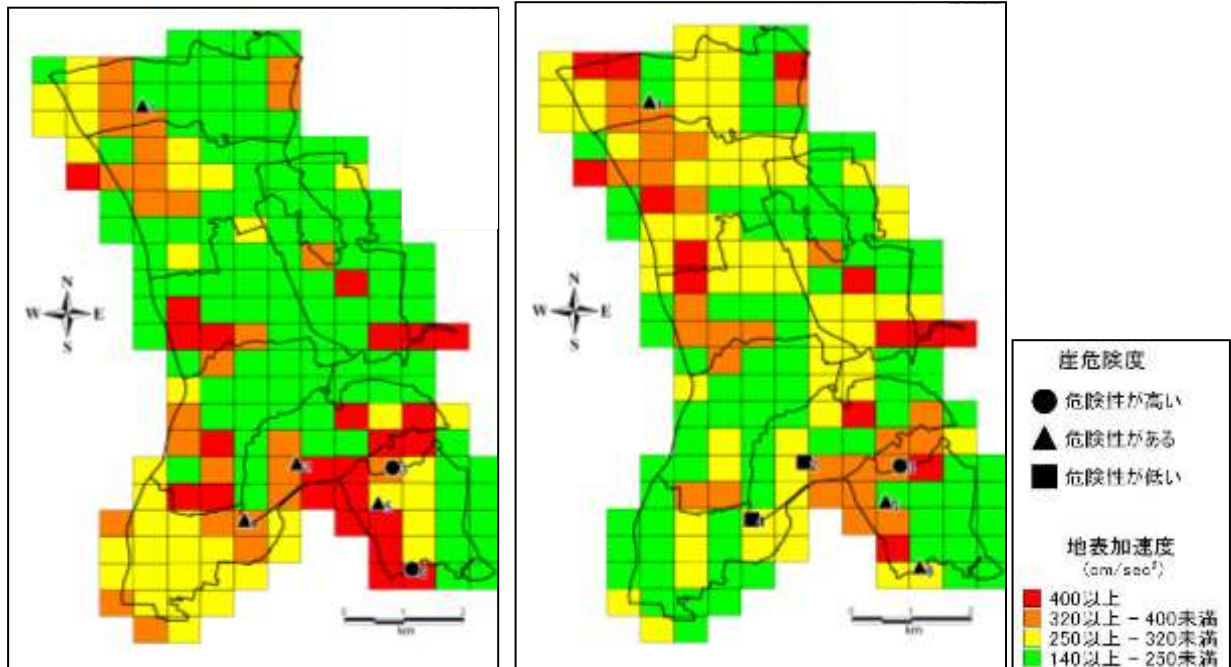 N
W E
S
km
N
W E
S
km
崖危険度
危険性が高い
危険性がある
危険性が低い
地表加速度
(cm/sec²)
400以上
320以上－400未満
250以上－320未満
140以上－250未満